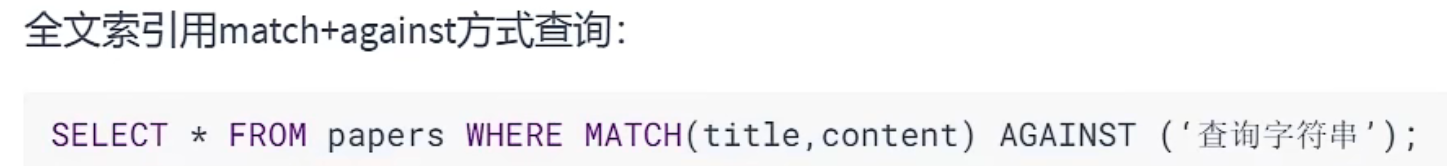 全文索引用match+against方式查询：
SELECT * FROM papers WHERE MATCH(title,content) AGAINST (‘查询字符串’);